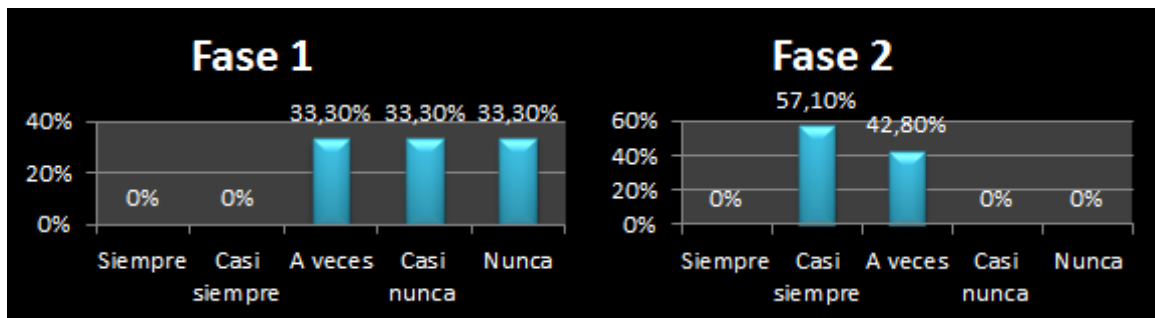 Fase 1
40%
20%
0%
0%
0%
33,30%
33,30%
33,30%
Siempre
Casi
siempre
A veces
Casi
nunca
Nunca
Fase 2
60%
40%
20%
0%
0%
57,10%
42,80%
0%
0%
Siempre
Casi
siempre
A veces
Casi
nunca
Nunca